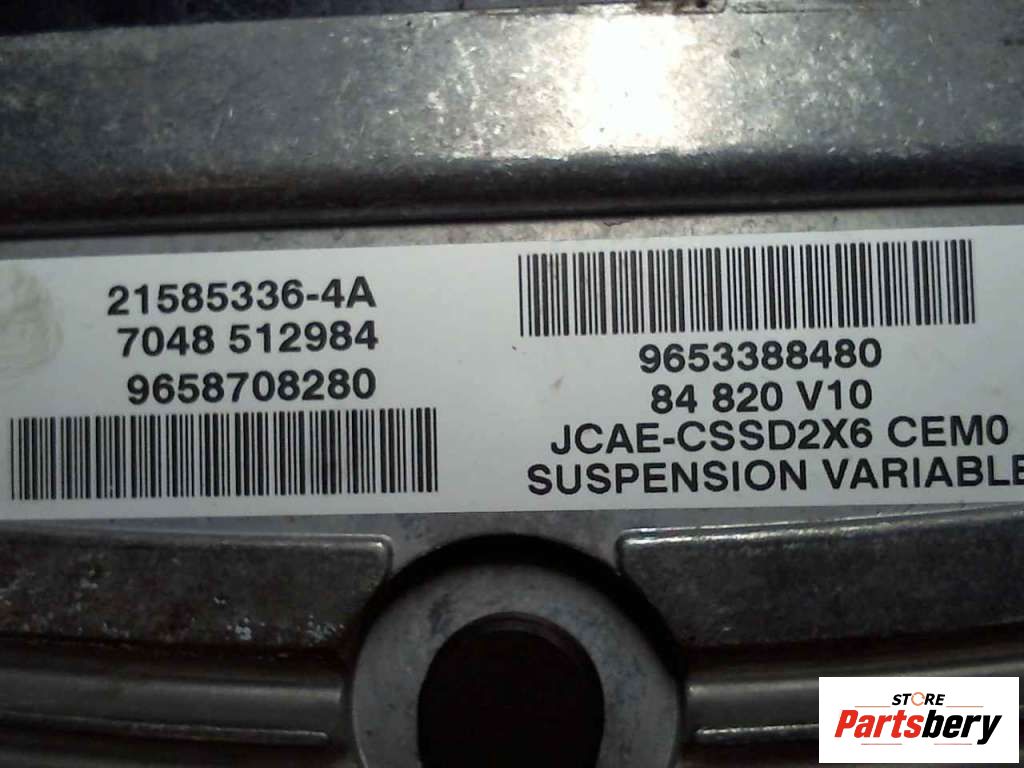 21585336-4A
7048 512984
9658708280
9653388480
84 820 V10
JCAE-CSSD2X6 CEM0
SUSPENSION VARIABLE
STORE
Partsbery